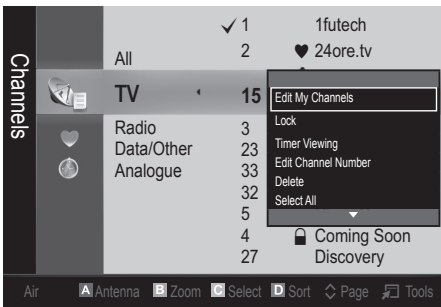 Channels
✓ 1 1futech
All 2 ♥ 24ore.tv
TV 15
Radio 3
Data/Other 23
Analogue 33
32
5
4 Coming Soon
27 Discovery
Edit My Channels
Lock
Timer Viewing
Edit Channel Number
Delete
Select All
Air A Antenna B Zoom C Select D Sort Page Tools